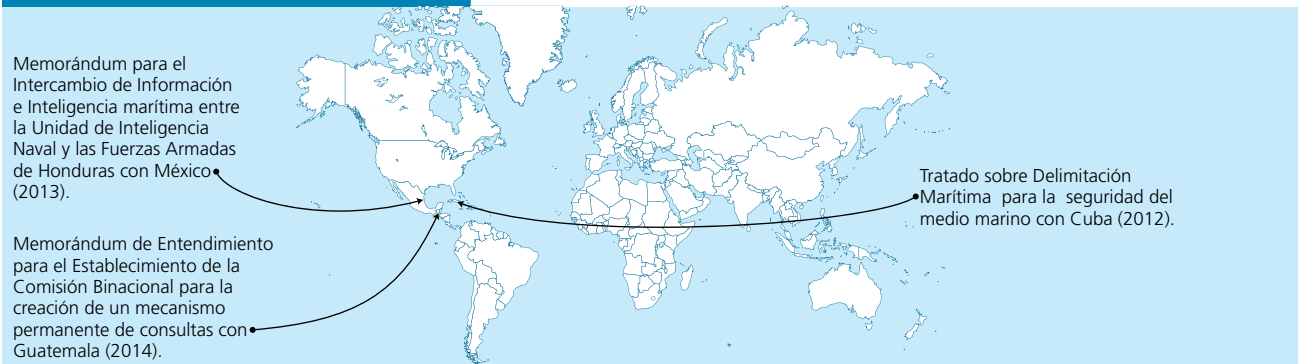 Memorándum para el
Intercambio de Información
e Inteligencia marítima entre
la Unidad de Inteligencia
Naval y las Fuerzas Armadas
de Honduras con México
(2013).
Memorándum de Entendimiento
para el Establecimiento de la
Comisión Binacional para la
creación de un mecanismo
permanente de consultas con
Guatemala (2014).
Tratado sobre Delimitación
Marítima para la seguridad del
medio marino con Cuba (2012).